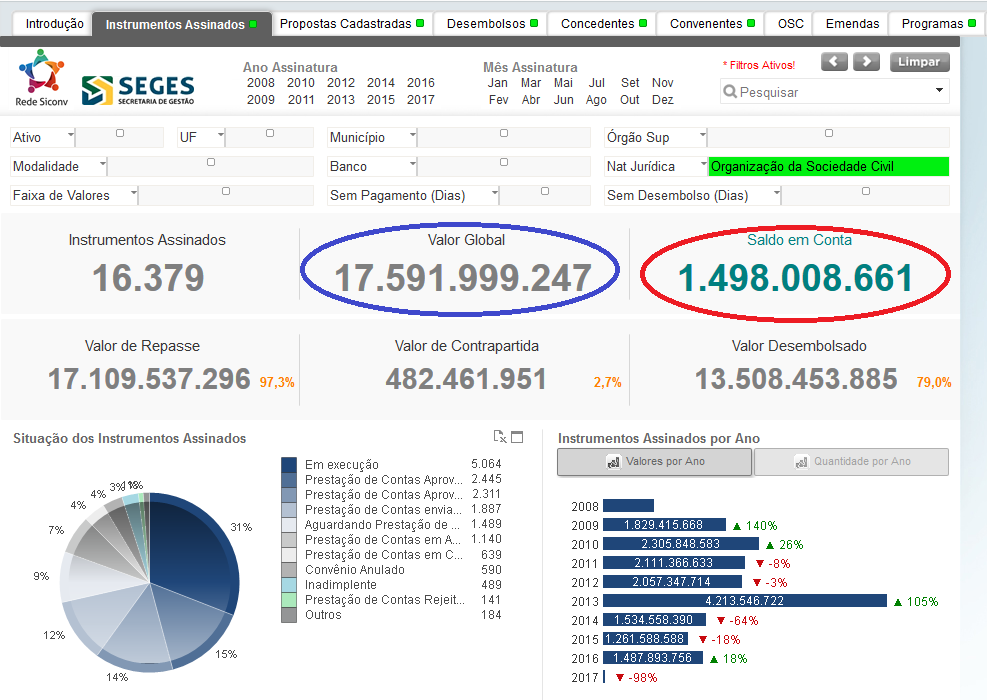 Introdução Instrumentos Assinados Propostas Cadastradas Desembolsos Concedentes Convenentes OSC Emendas Programas
Rede Siconv
SEGES
SECRETARIA DE GESTÃO
Ano Assinatura
2008 2010 2012 2014 2016
2009 2011 2013 2015 2017
Mês Assinatura
Jan Mar Mai Jul Set Nov
Fev Abr Jun Ago Out Dez
* Filtros Ativos!
Limpar
Pesquisar
Ativo UF Município Órgão Sup
Modalidade Banco Nat Jurídica Organização da Sociedade Civil
Faixa de Valores Sem Pagamento (Dias) Sem Desembolso (Dias)
Instrumentos Assinados Valor Global Saldo em Conta
16.379 17.591.999.247 1.498.008.661
Valor de Repasse Valor de Contrapartida Valor Desembolsado
17.109.537.296 97,3% 482.461.951 2,7% 13.508.453.885 79,0%
Situação dos Instrumentos Assinados
Em execução 5.064
Prestação de Contas Aprov... 2.445
Prestação de Contas Aprov... 2.311
Prestação de Contas envia... 1.887
Aguardando Prestação de ... 1.489
Prestação de Contas em A... 1.140
Prestação de Contas em C... 639
Convênio Anulado 590
Inadimplente 489
Prestação de Contas Rejeit... 141
Outros 184
31%
15%
14%
12%
9%
7%
4%
4%
3%
Instrumentos Assinados por Ano
Valores por Ano Quantidade por Ano
2008
2009 1.829.415.668 ▲ 140%
2010 2.305.848.583 ▲ 26%
2011 2.111.366.633 ▼ -8%
2012 2.057.347.714 ▼ -3%
2013 4.213.546.722 ▲ 105%
2014 1.534.558.390 ▼ -64%
2015 1.261.588.588 ▼ -18%
2016 1.487.893.756 ▲ 18%
2017 ▼ -98%